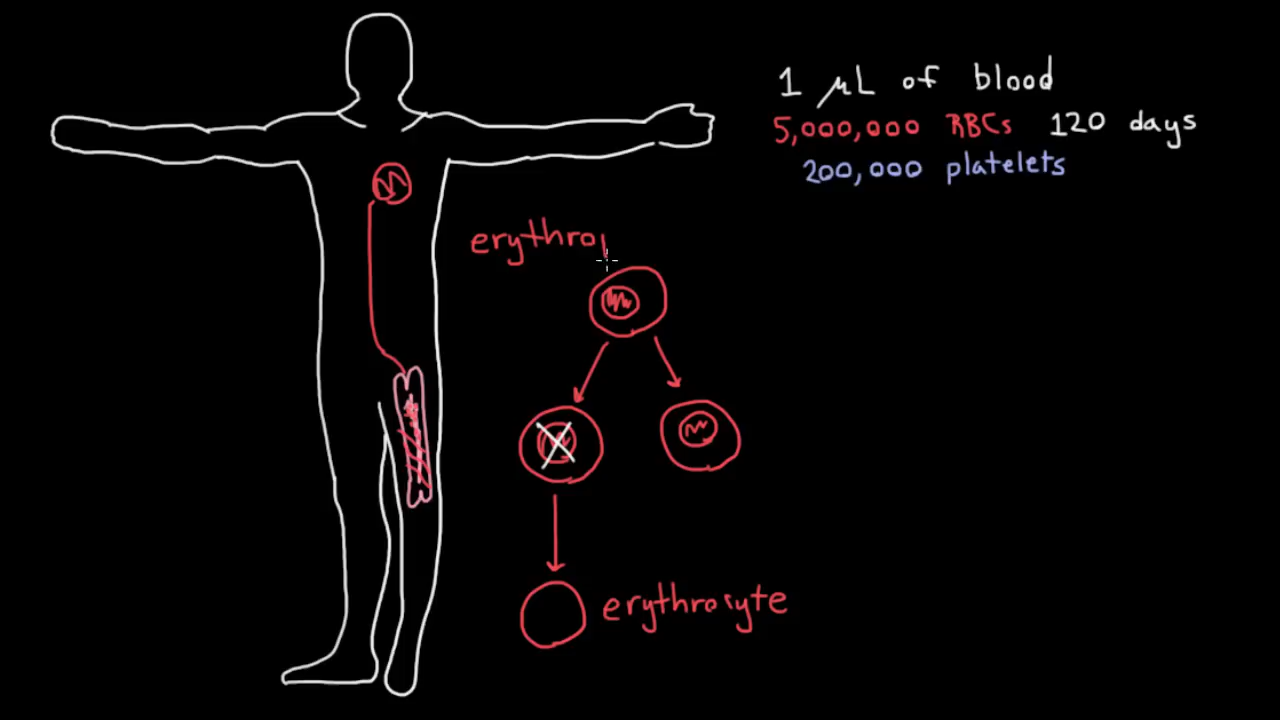 1 μL of blood
5,000,000 RBCs 120 days
200,000 platelets
erythro
erythrocyte